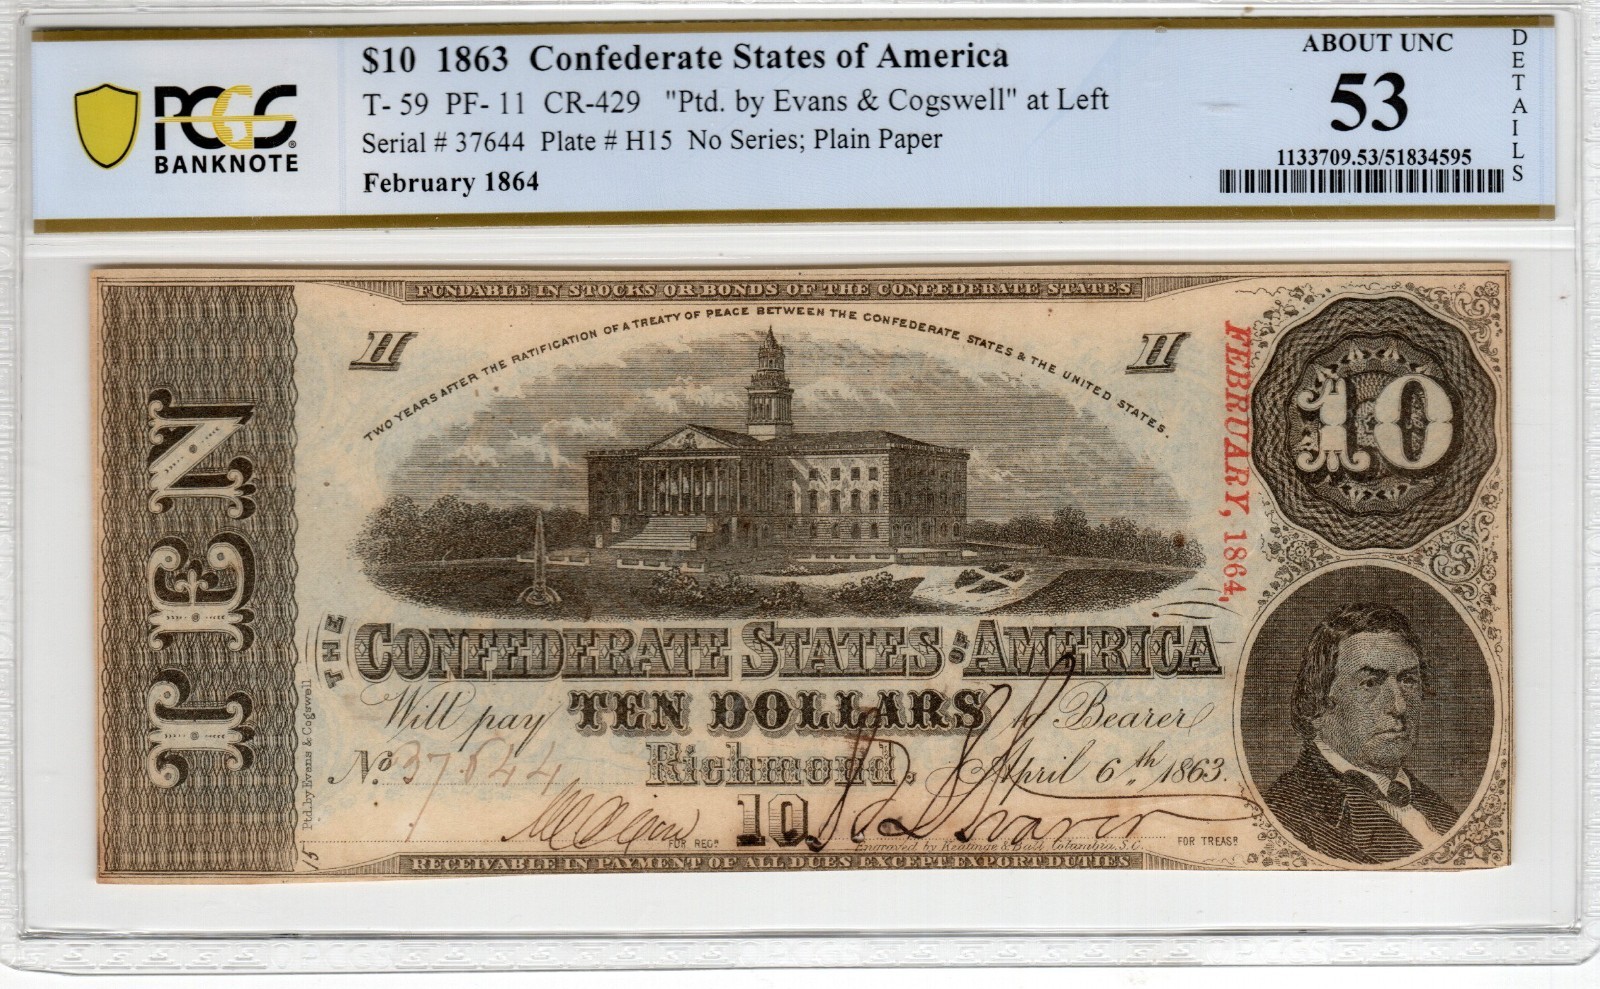 PCGS
BANKNOTE
$10 1863 Confederate States of America
T- 59 PF- 11 CR-429 "Ptd. by Evans & Cogswell" at Left
Serial # 37644 Plate # H15 No Series; Plain Paper
February 1864
ABOUT UNC
53
1133709.53/51834595
DETAILS
FUNDABLE IN STOCKS OR BONDS OF THE CONFEDERATE STATES
TWO YEARS AFTER THE RATIFICATION OF A TREATY OF PEACE BETWEEN THE CONFEDERATE STATES & THE UNITED STATES.
H H
FEBRUARY, 1864.
10
TEN
THE CONFEDERATE STATES OF AMERICA
Will pay TEN DOLLARS to Bearer
No 37644 Richmond, April 6th 1863.
10
FOR REGR
FOR TREASR
Engraved by Keatinge & Ball Columbia, S.C.
RECEIVABLE IN PAYMENT OF ALL DUES EXCEPT EXPORT DUTIES
15
Ptd. by Evans & Cogswell